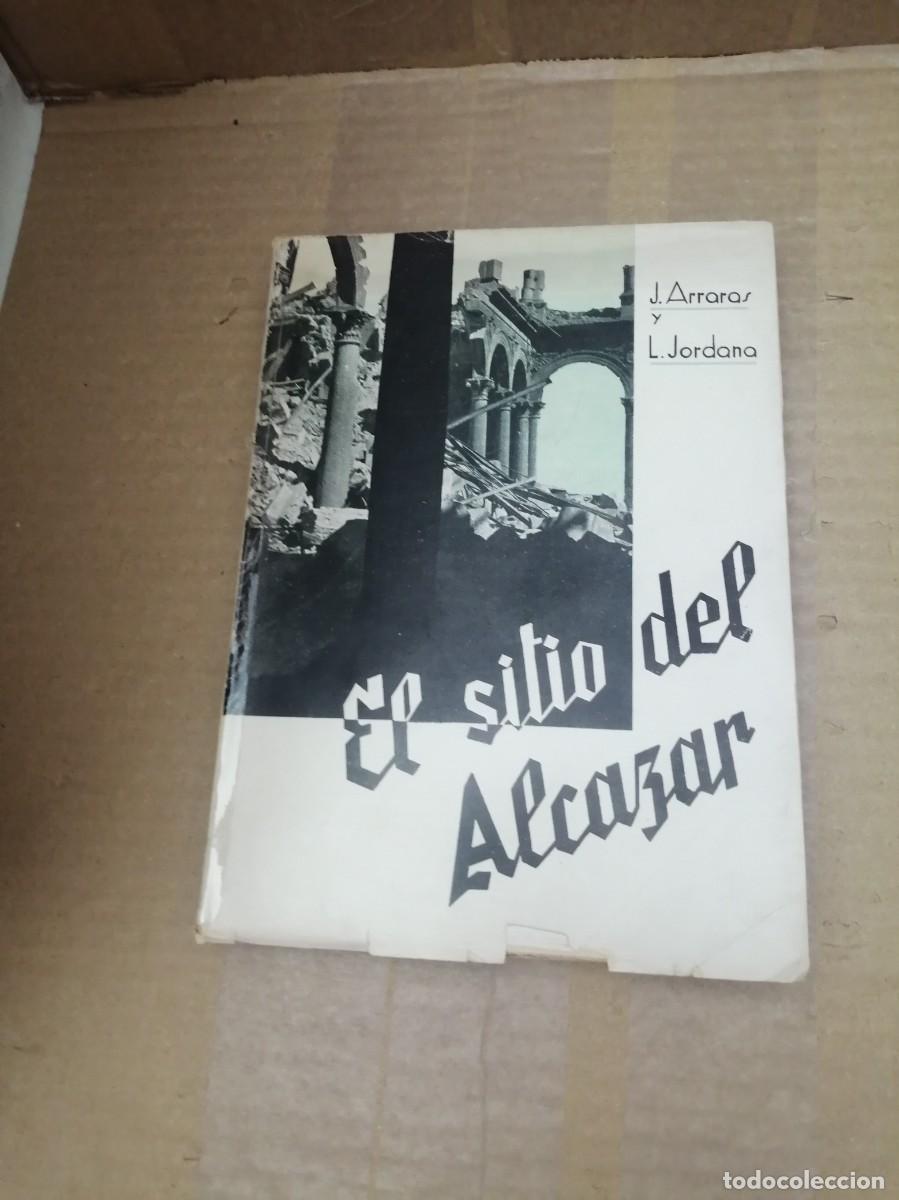 J. Arraras
y
L. Jordana
El sitio del
Alcazar
todocoleccion